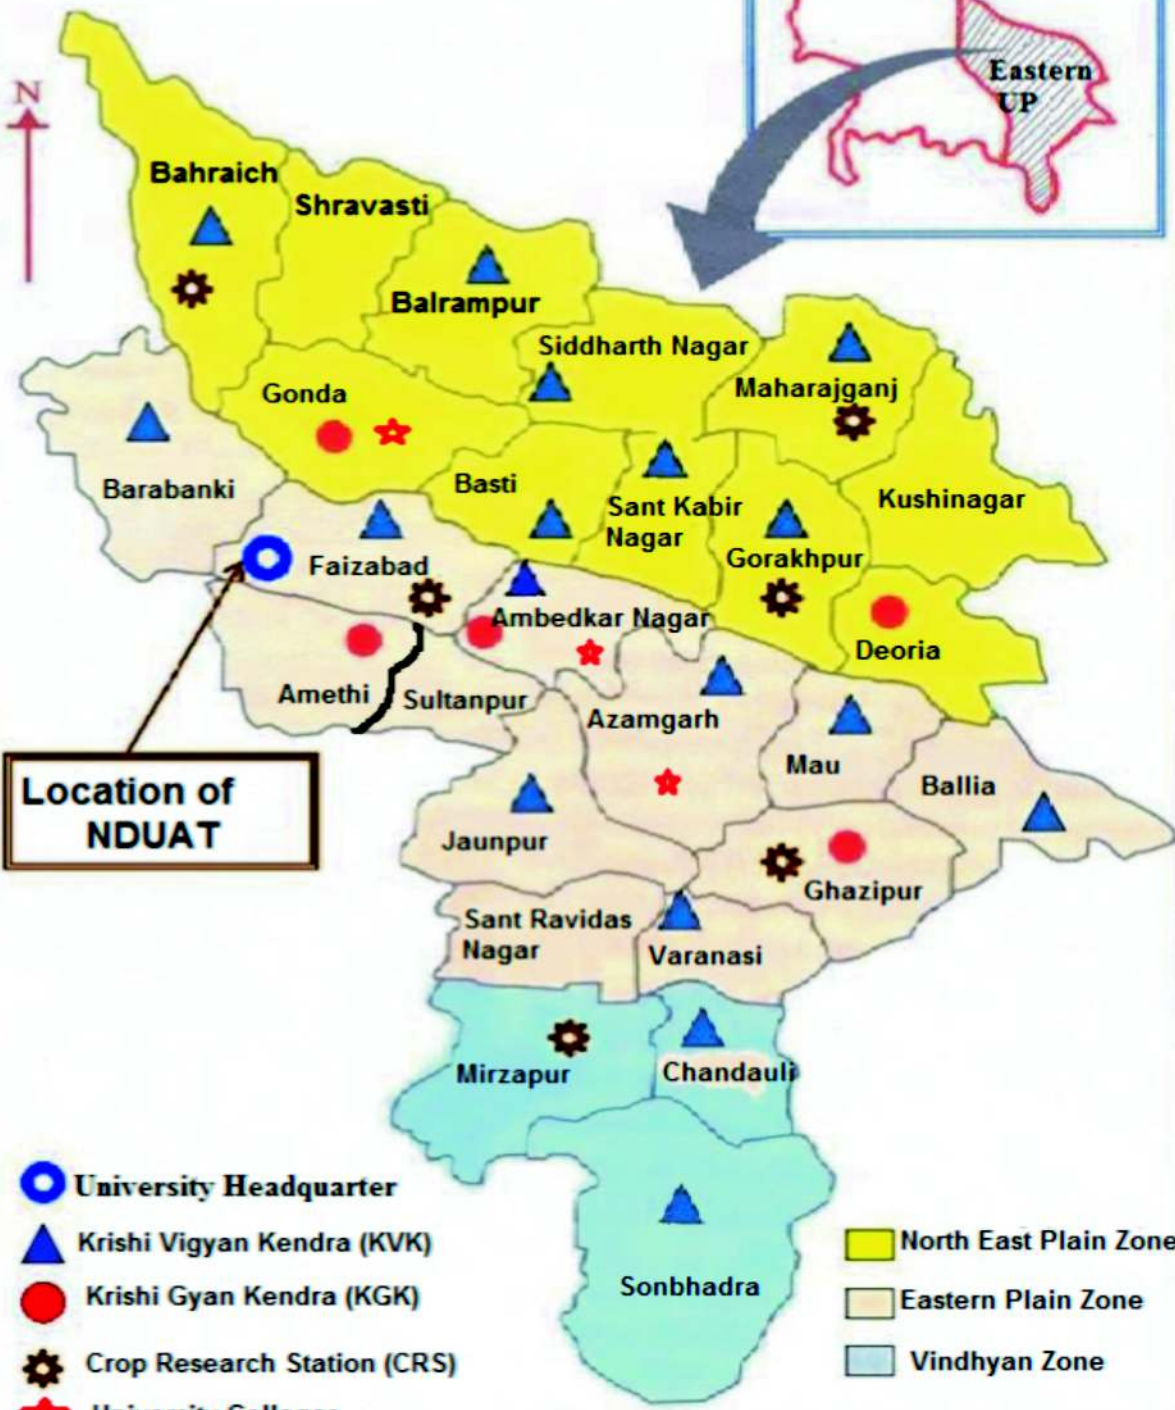 N
Eastern
UP
Bahraich
Shravasti
Balrampur
Siddharth Nagar
Maharajganj
Gonda
Barabanki
Basti
Sant Kabir
Nagar
Kushinagar
Gorakhpur
Faizabad
Ambedkar Nagar
Deoria
Amethi
Sultanpur
Azamgarh
Mau
Ballia
Location of
NDUAT
Jaunpur
Ghazipur
Sant Ravidas
Nagar
Varanasi
Mirzapur
Chandauli
Sonbhadra
University Headquarter
Krishi Vigyan Kendra (KVK)
Krishi Gyan Kendra (KGK)
Crop Research Station (CRS)
North East Plain Zone
Eastern Plain Zone
Vindhyan Zone